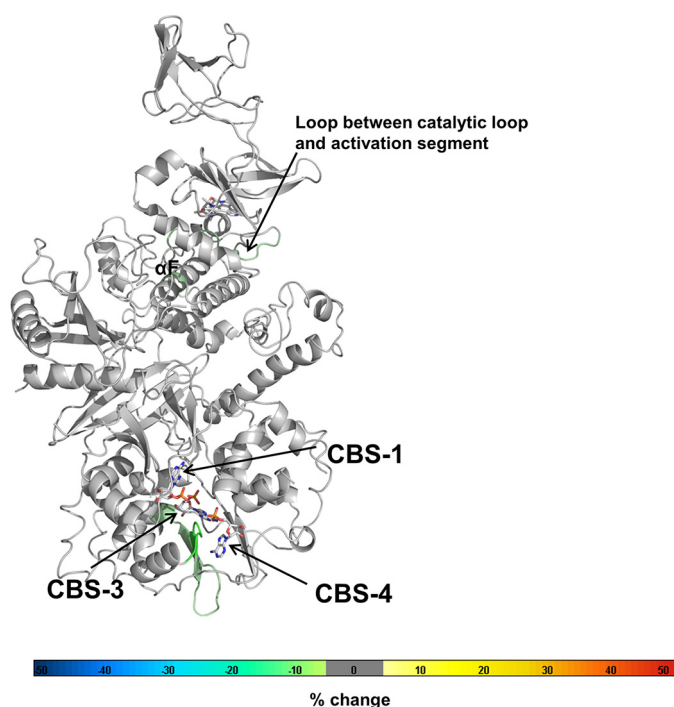 Loop between catalytic loop
and activation segment
αF
CBS-1
CBS-3
CBS-4
-50 -40 -30 -20 -10 0 10 20 30 40 50
% change